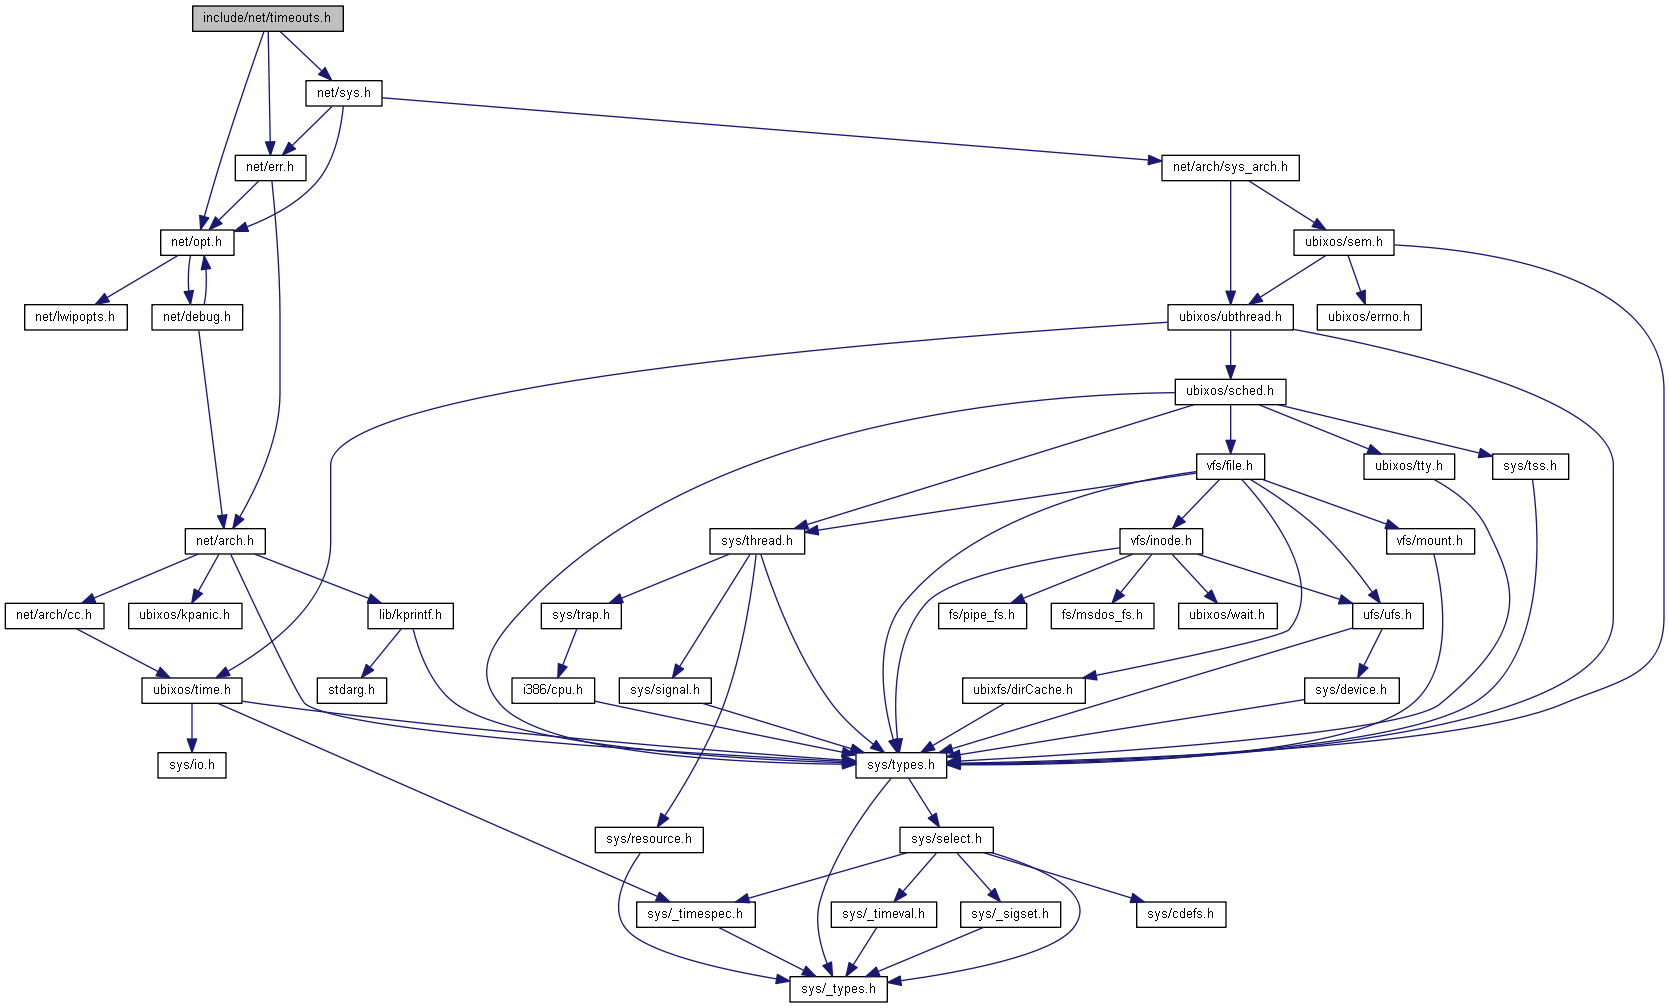 include/net/timeouts.h
net/sys.h
net/err.h
net/arch/sys_arch.h
net/opt.h
ubixos/sem.h
net/lwipopts.h
net/debug.h
ubixos/ubthread.h
ubixos/errno.h
ubixos/sched.h
vfs/file.h
ubixos/tty.h
sys/tss.h
net/arch.h
sys/thread.h
vfs/inode.h
vfs/mount.h
net/arch/cc.h
ubixos/kpanic.h
lib/kprintf.h
sys/trap.h
fs/pipe_fs.h
fs/msdos_fs.h
ubixos/wait.h
ufs/ufs.h
ubixos/time.h
stdarg.h
i386/cpu.h
sys/signal.h
ubixfs/dirCache.h
sys/device.h
sys/io.h
sys/types.h
sys/resource.h
sys/select.h
sys/_timespec.h
sys/_timeval.h
sys/_sigset.h
sys/cdefs.h
sys/_types.h